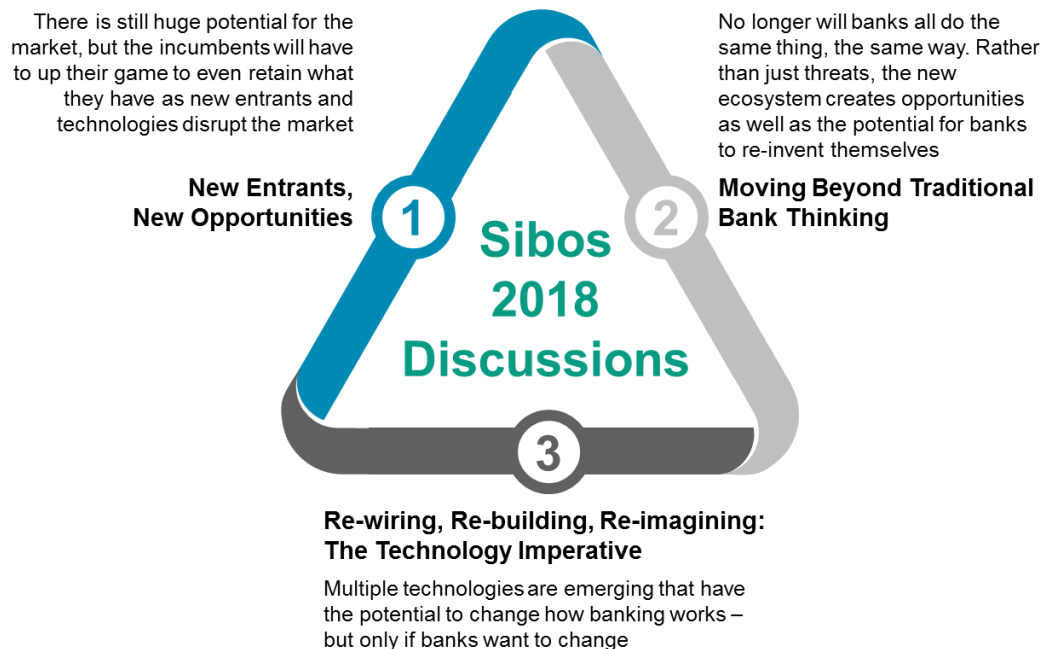 There is still huge potential for the
market, but the incumbents will have
to up their game to even retain what
they have as new entrants and
technologies disrupt the market
New Entrants,
New Opportunities
1
No longer will banks all do the
same thing, the same way. Rather
than just threats, the new
ecosystem creates opportunities
as well as the potential for banks
to re-invent themselves
Moving Beyond Traditional
Bank Thinking
2
Sibos
2018
Discussions
3
Re-wiring, Re-building, Re-imagining:
The Technology Imperative
Multiple technologies are emerging that have
the potential to change how banking works –
but only if banks want to change